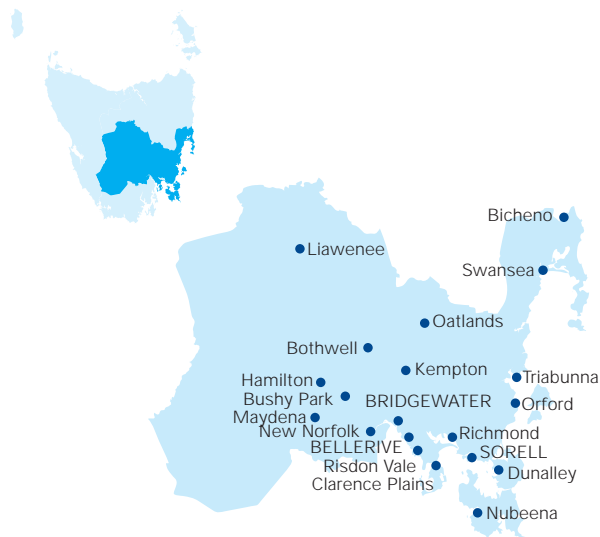 Bicheno
Liawenee
Swansea
Oatlands
Bothwell
Kempton
Triabunna
Hamilton
Bushy Park
BRIDGEWATER
Orford
Maydena
New Norfolk
Richmond
BELLERIVE
SORELL
Risdon Vale
Dunalley
Clarence Plains
Nubeena